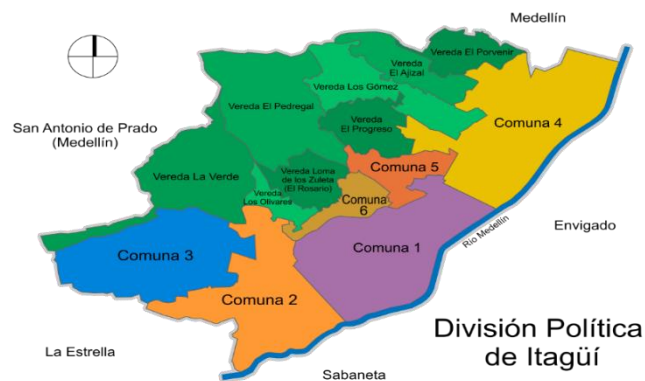 Medellín
Vereda El Porvenir
Vereda
El Ajizal
Vereda Los Gómez
Vereda El Pedregal
San Antonio de Prado
(Medellín)
Vereda
El Progreso
Comuna 4
Comuna 5
Vereda La Verde
Vereda Loma
de los Zuleta
(El Rosario)
Vereda
Los Olivares
Comuna
6
Envigado
Río Medellín
Comuna 3
Comuna 1
Comuna 2
División Política
de Itagüí
La Estrella
Sabaneta